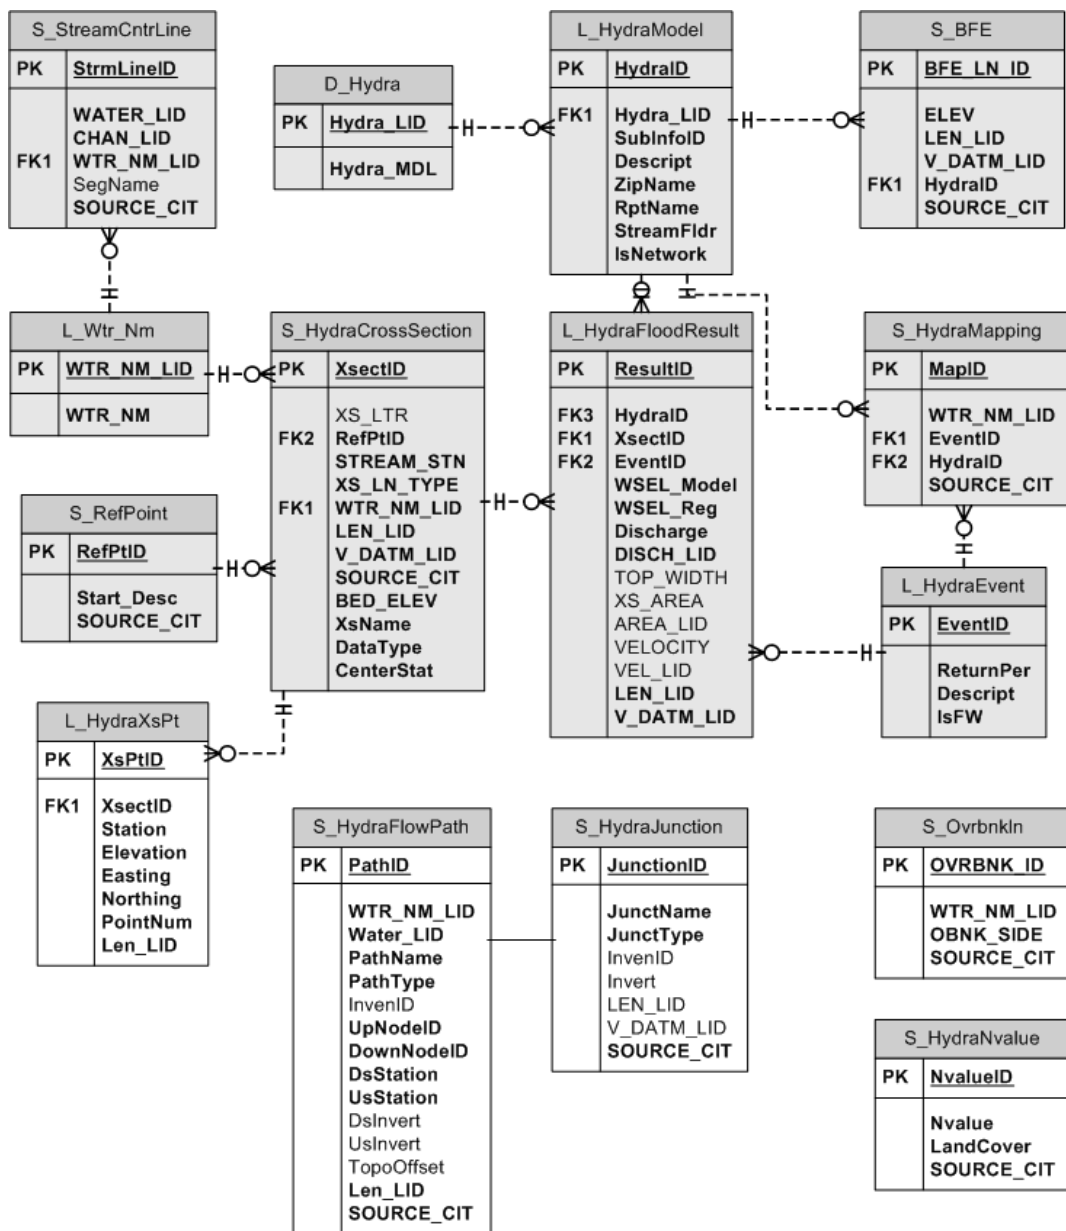 S_StreamCntrLine
PK StrmLineID
WATER_LID
CHAN_LID
FK1 WTR_NM_LID
SegName
SOURCE_CIT
D_Hydra
PK Hydra_LID
Hydra_MDL
L_HydraModel
PK HydraID
FK1 Hydra_LID
SubInfoID
Descript
ZipName
RptName
StreamFldr
IsNetwork
S_BFE
PK BFE_LN_ID
ELEV
LEN_LID
V_DATM_LID
FK1 HydraID
SOURCE_CIT
L_Wtr_Nm
PK WTR_NM_LID
WTR_NM
S_HydraCrossSection
PK XsectID
XS_LTR
FK2 RefPtID
STREAM_STN
XS_LN_TYPE
FK1 WTR_NM_LID
LEN_LID
V_DATM_LID
SOURCE_CIT
BED_ELEV
XsName
DataType
CenterStat
L_HydraFloodResult
PK ResultID
FK3 HydraID
FK1 XsectID
FK2 EventID
WSEL_Model
WSEL_Reg
Discharge
DISCH_LID
TOP_WIDTH
XS_AREA
AREA_LID
VELOCITY
VEL_LID
LEN_LID
V_DATM_LID
S_HydraMapping
PK MapID
WTR_NM_LID
FK1 EventID
FK2 HydraID
SOURCE_CIT
S_RefPoint
PK RefPtID
Start_Desc
SOURCE_CIT
L_HydraEvent
PK EventID
ReturnPer
Descript
IsFW
L_HydraXsPt
PK XsPtID
FK1 XsectID
Station
Elevation
Easting
Northing
PointNum
Len_LID
S_HydraFlowPath
PK PathID
WTR_NM_LID
Water_LID
PathName
PathType
InvenID
UpNodeID
DownNodeID
DsStation
UsStation
DsInvert
UsInvert
TopoOffset
Len_LID
SOURCE_CIT
S_HydraJunction
PK JunctionID
JunctName
JunctType
InvenID
Invert
LEN_LID
V_DATM_LID
SOURCE_CIT
S_Ovrbnkln
PK OVRBNK_ID
WTR_NM_LID
OBNK_SIDE
SOURCE_CIT
S_HydraNvalue
PK NvalueID
Nvalue
LandCover
SOURCE_CIT